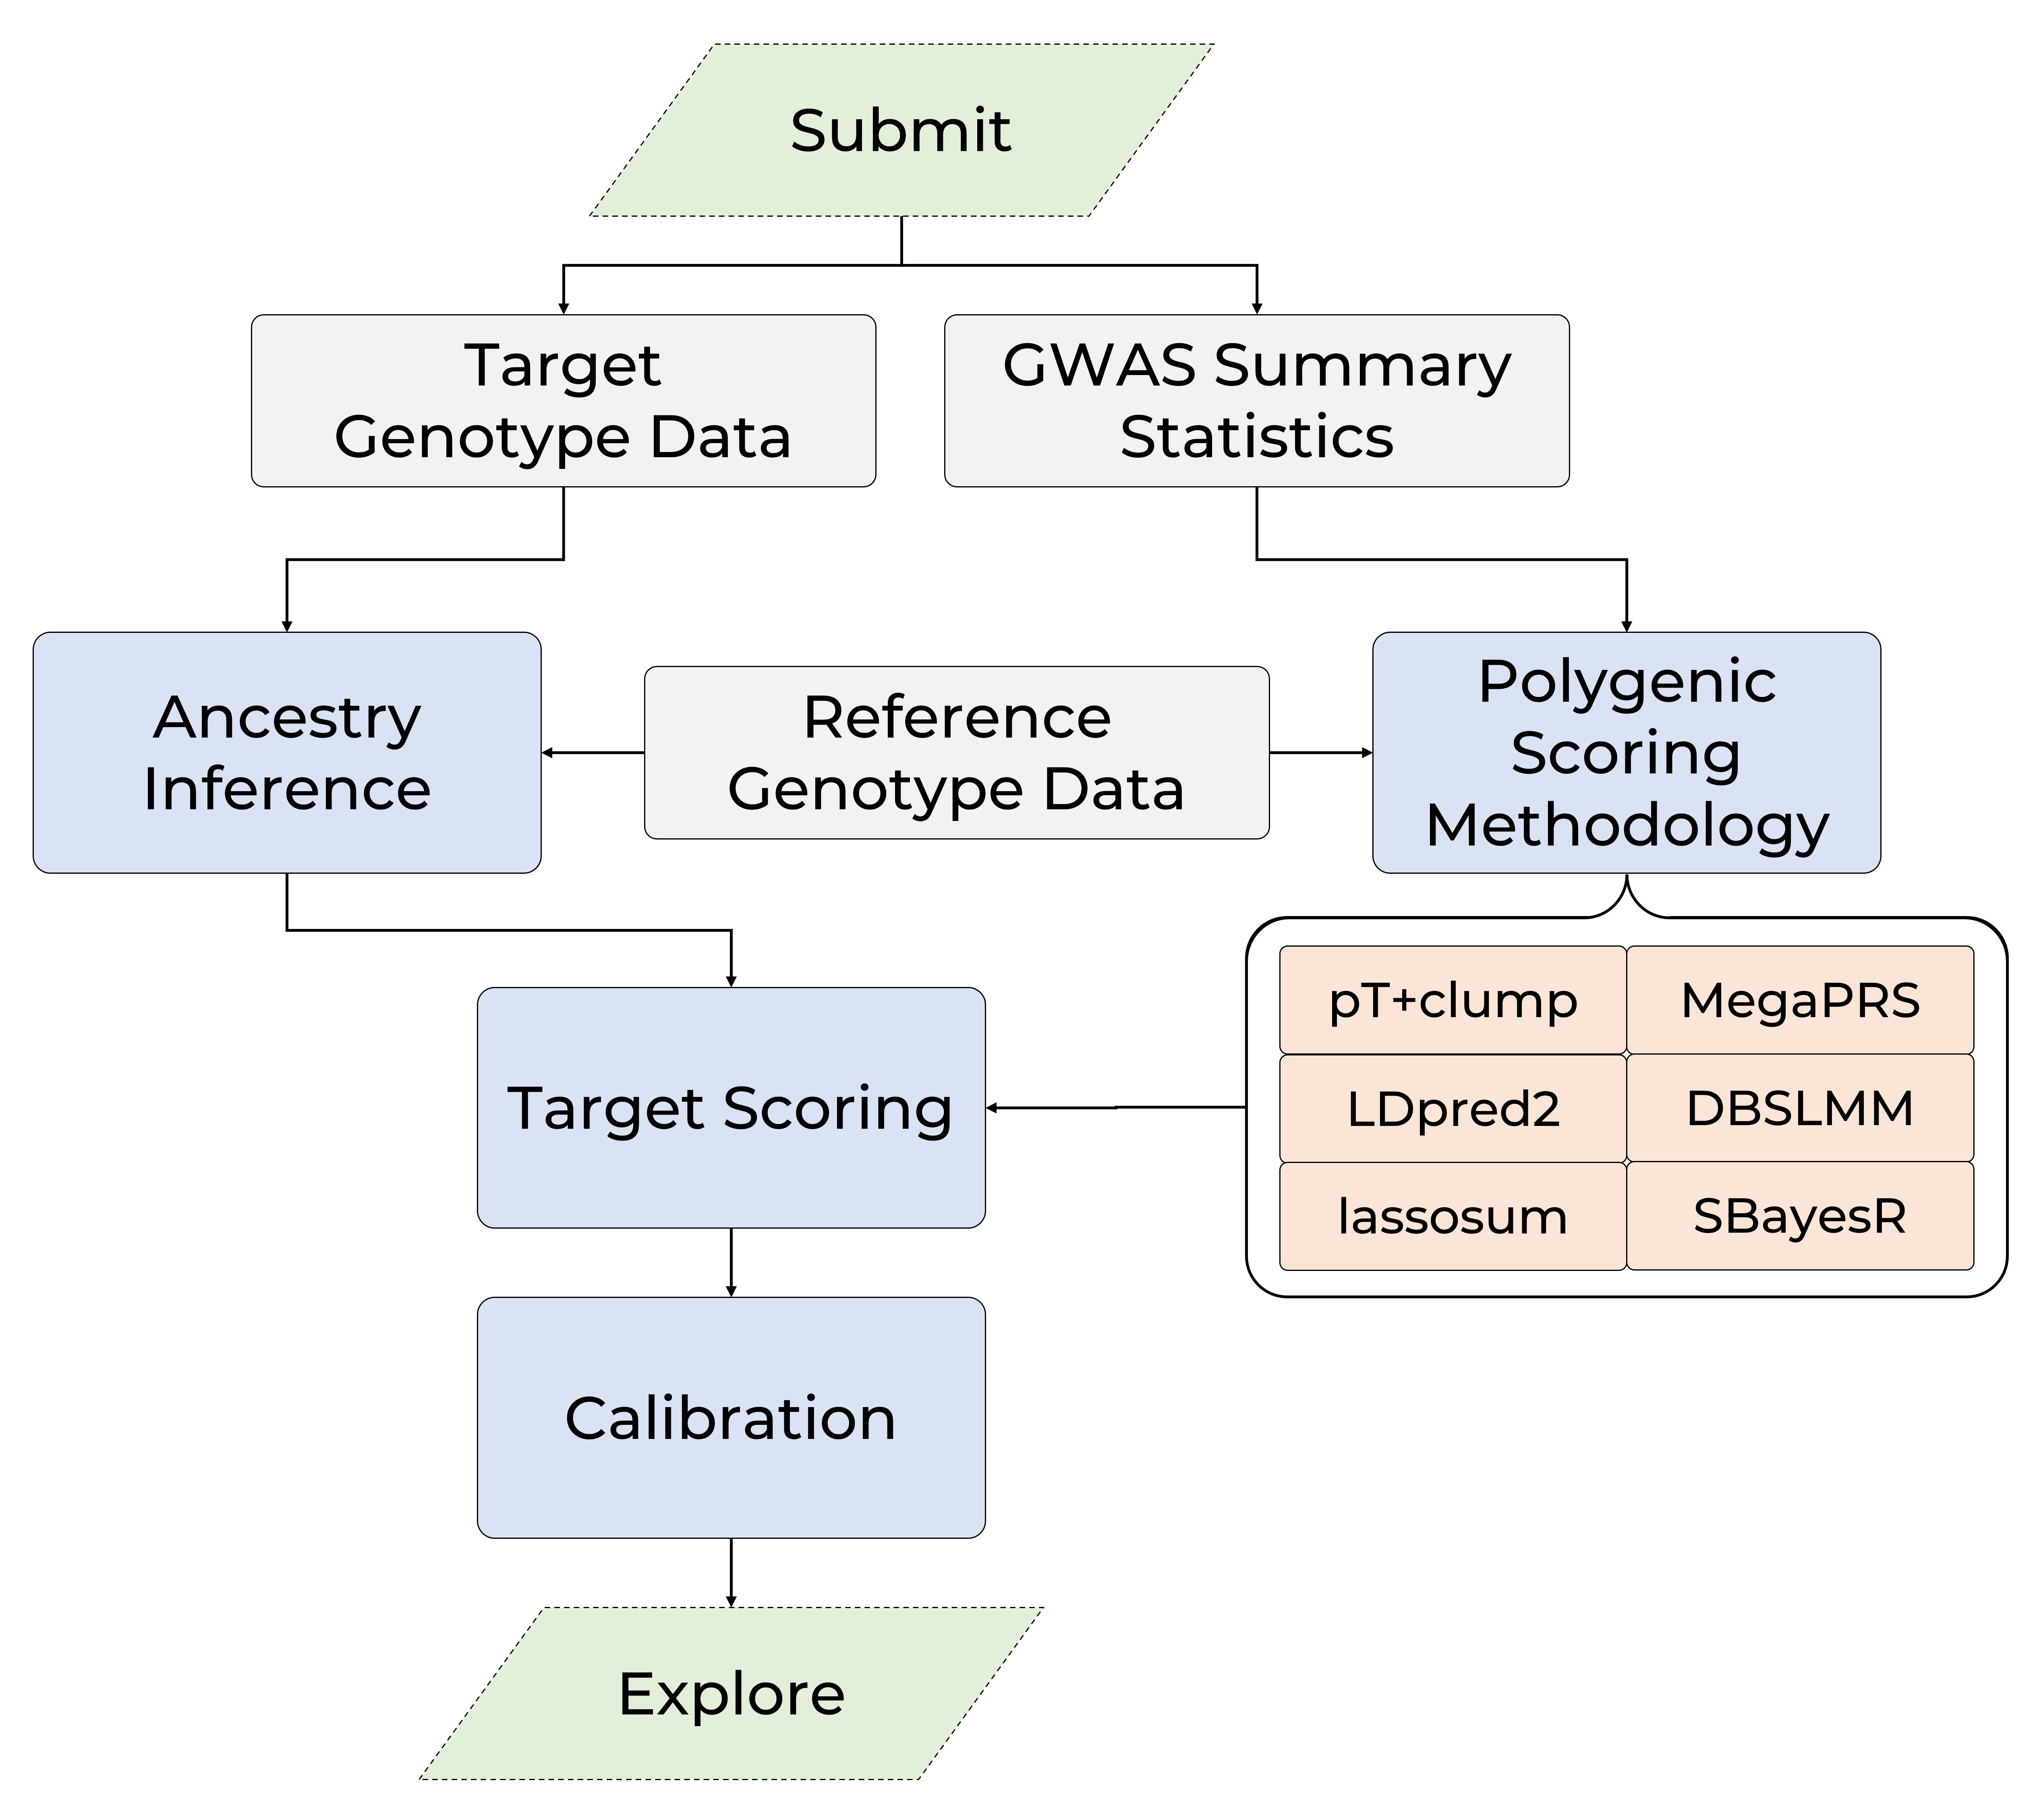 Submit
Target
Genotype Data
GWAS Summary
Statistics
Ancestry
Inference
Reference
Genotype Data
Polygenic
Scoring
Methodology
pT+clump
MegaPRS
LDpred2
DBSLMM
lassosum
SBayesR
Target Scoring
Calibration
Explore